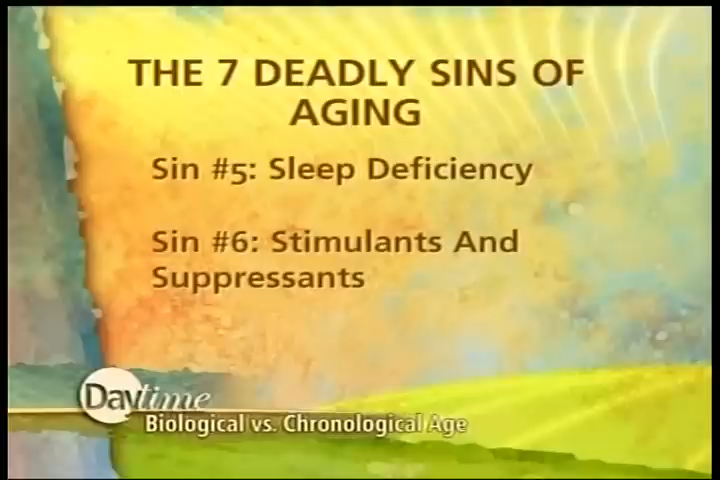 THE 7 DEADLY SINS OF
AGING
Sin #5: Sleep Deficiency
Sin #6: Stimulants And
Suppressants
Daytime
Biological vs. Chronological Age